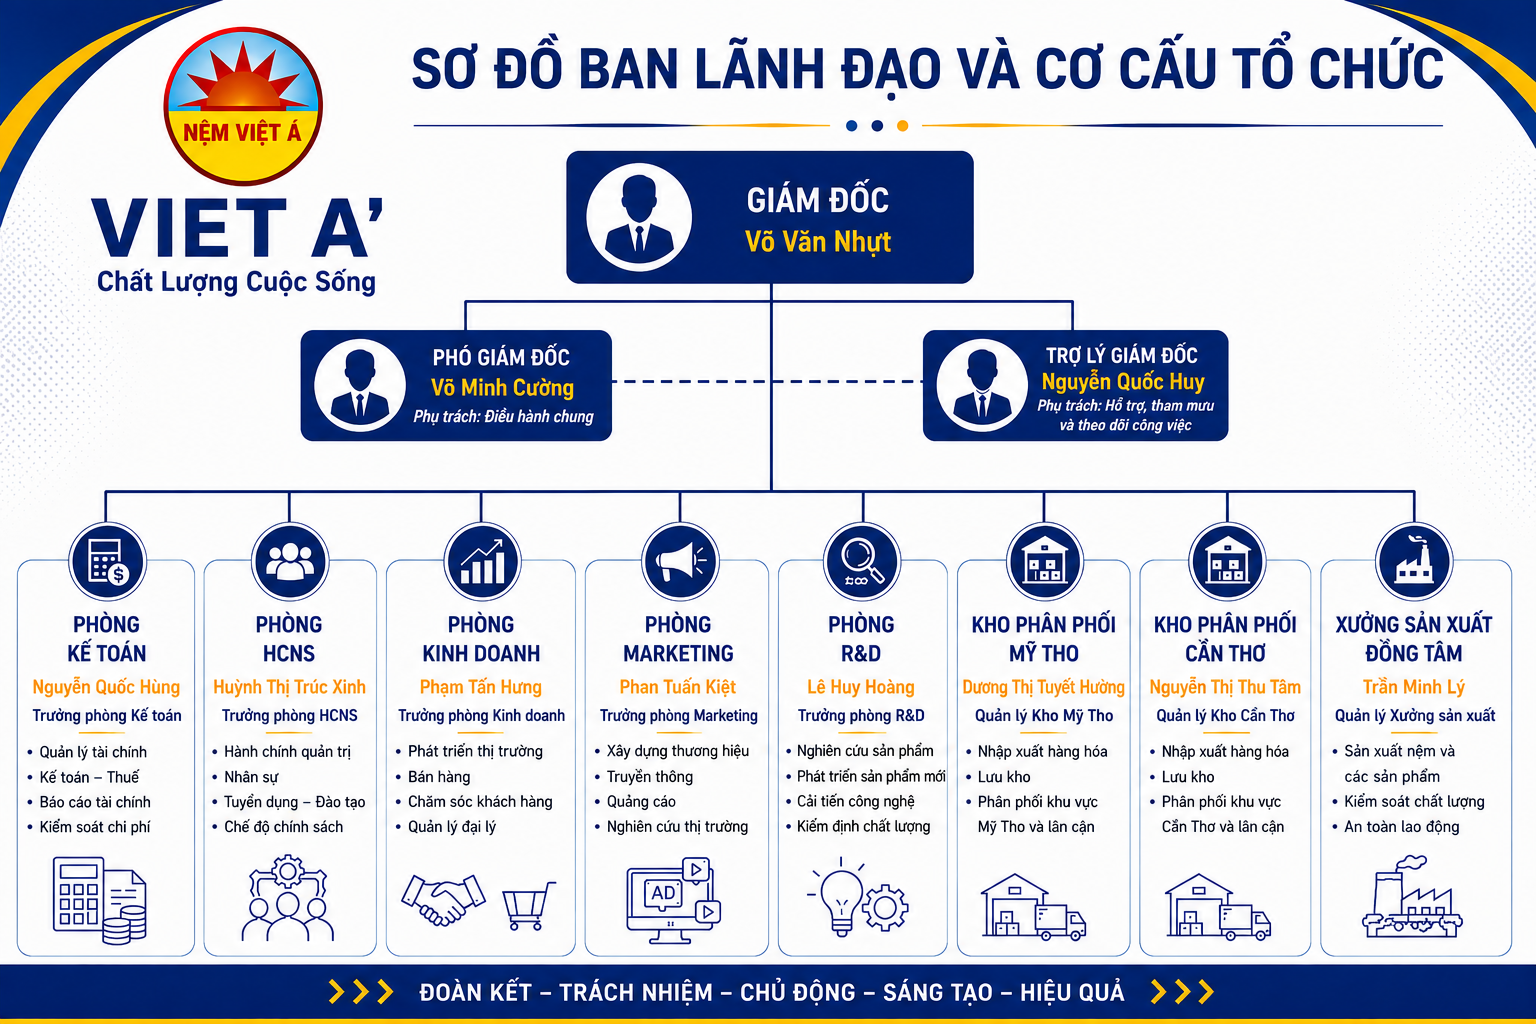 SƠ ĐỒ BAN LÃNH ĐẠO VÀ CƠ CẤU TỔ CHỨC
NỆM VIỆT Á
VIET A'
Chất Lượng Cuộc Sống
GIÁM ĐỐC
Võ Văn Nhựt
PHÓ GIÁM ĐỐC
Võ Minh Cường
Phụ trách: Điều hành chung
TRỢ LÝ GIÁM ĐỐC
Nguyễn Quốc Huy
Phụ trách: Hỗ trợ, tham mưu
và theo dõi công việc
$
PHÒNG
KẾ TOÁN
Nguyễn Quốc Hùng
Trưởng phòng Kế toán
• Quản lý tài chính
• Kế toán – Thuế
• Báo cáo tài chính
• Kiểm soát chi phí
PHÒNG
HCNS
Huỳnh Thị Trúc Xinh
Trưởng phòng HCNS
• Hành chính quản trị
• Nhân sự
• Tuyển dụng – Đào tạo
• Chế độ chính sách
PHÒNG
KINH DOANH
Phạm Tấn Hưng
Trưởng phòng Kinh doanh
• Phát triển thị trường
• Bán hàng
• Chăm sóc khách hàng
• Quản lý đại lý
PHÒNG
MARKETING
Phan Tuấn Kiệt
Trưởng phòng Marketing
• Xây dựng thương hiệu
• Truyền thông
• Quảng cáo
• Nghiên cứu thị trường
AD
PHÒNG
R&D
Lê Huy Hoàng
Trưởng phòng R&D
• Nghiên cứu sản phẩm
• Phát triển sản phẩm mới
• Cải tiến công nghệ
• Kiểm định chất lượng
KHO PHÂN PHỐI
MỸ THO
Dương Thị Tuyết Hường
Quản lý Kho Mỹ Tho
• Nhập xuất hàng hóa
• Lưu kho
• Phân phối khu vực
Mỹ Tho và lân cận
KHO PHÂN PHỐI
CẦN THƠ
Nguyễn Thị Thu Tâm
Quản lý Kho Cần Thơ
• Nhập xuất hàng hóa
• Lưu kho
• Phân phối khu vực
Cần Thơ và lân cận
XƯỞNG SẢN XUẤT
ĐỒNG TÂM
Trần Minh Lý
Quản lý Xưởng sản xuất
• Sản xuất nệm và
các sản phẩm
• Kiểm soát chất lượng
• An toàn lao động
ĐOÀN KẾT – TRÁCH NHIỆM – CHỦ ĐỘNG – SÁNG TẠO – HIỆU QUẢ